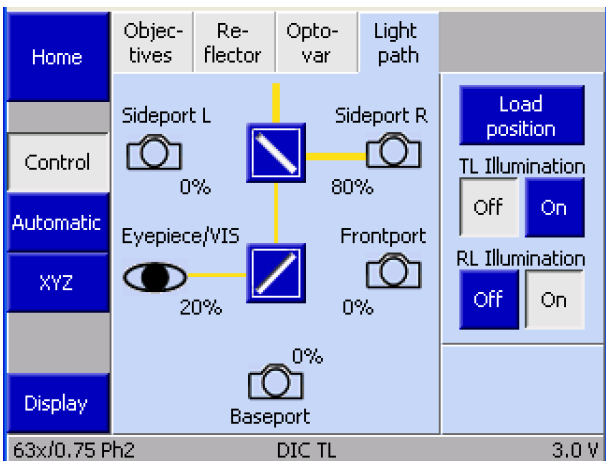 Home
Control
Automatic
XYZ
Display
Objec-
tives
Re-
flector
Opto-
var
Light
path
Sideport L
0%
Sideport R
80%
Eyepiece/VIS
20%
Frontport
0%
0%
Baseport
Load
position
TL Illumination
Off On
RL Illumination
Off On
63x/0.75 Ph2 DIC TL 3.0 V